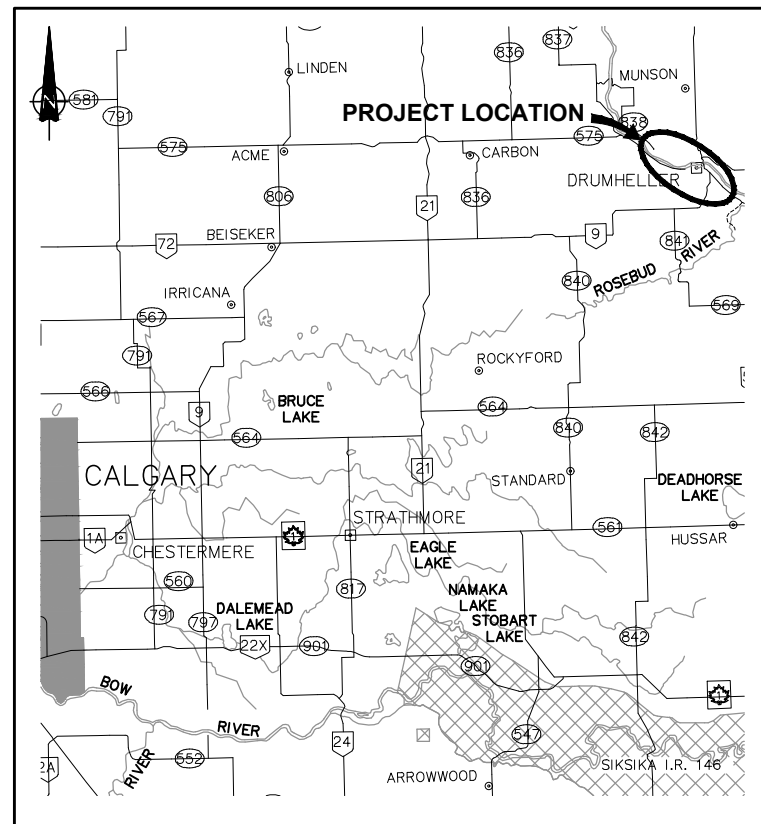 836
837
LINDEN
MUNSON
N
581
791
PROJECT LOCATION
838
575
575
ACME
CARBON
DRUMHELLER
806
836
21
9
72
BEISEKER
841
ROSEBUD RIVER
840
IRRICANA
569
567
791
ROCKYFORD
566
BRUCE
LAKE
9
564
564
840
842
CALGARY
21
STANDARD
DEADHORSE
LAKE
STRATHMORE
1
1A
561
CHESTERMERE
EAGLE
LAKE
HUSSAR
560
817
NAMAKA
LAKE
791
797
DALEMEAD
LAKE
STOBART
LAKE
842
22X
901
901
1
BOW
RIVER
24
547
RIVER
552
2A
ARROWWOOD
SIKSIKA I.R. 146